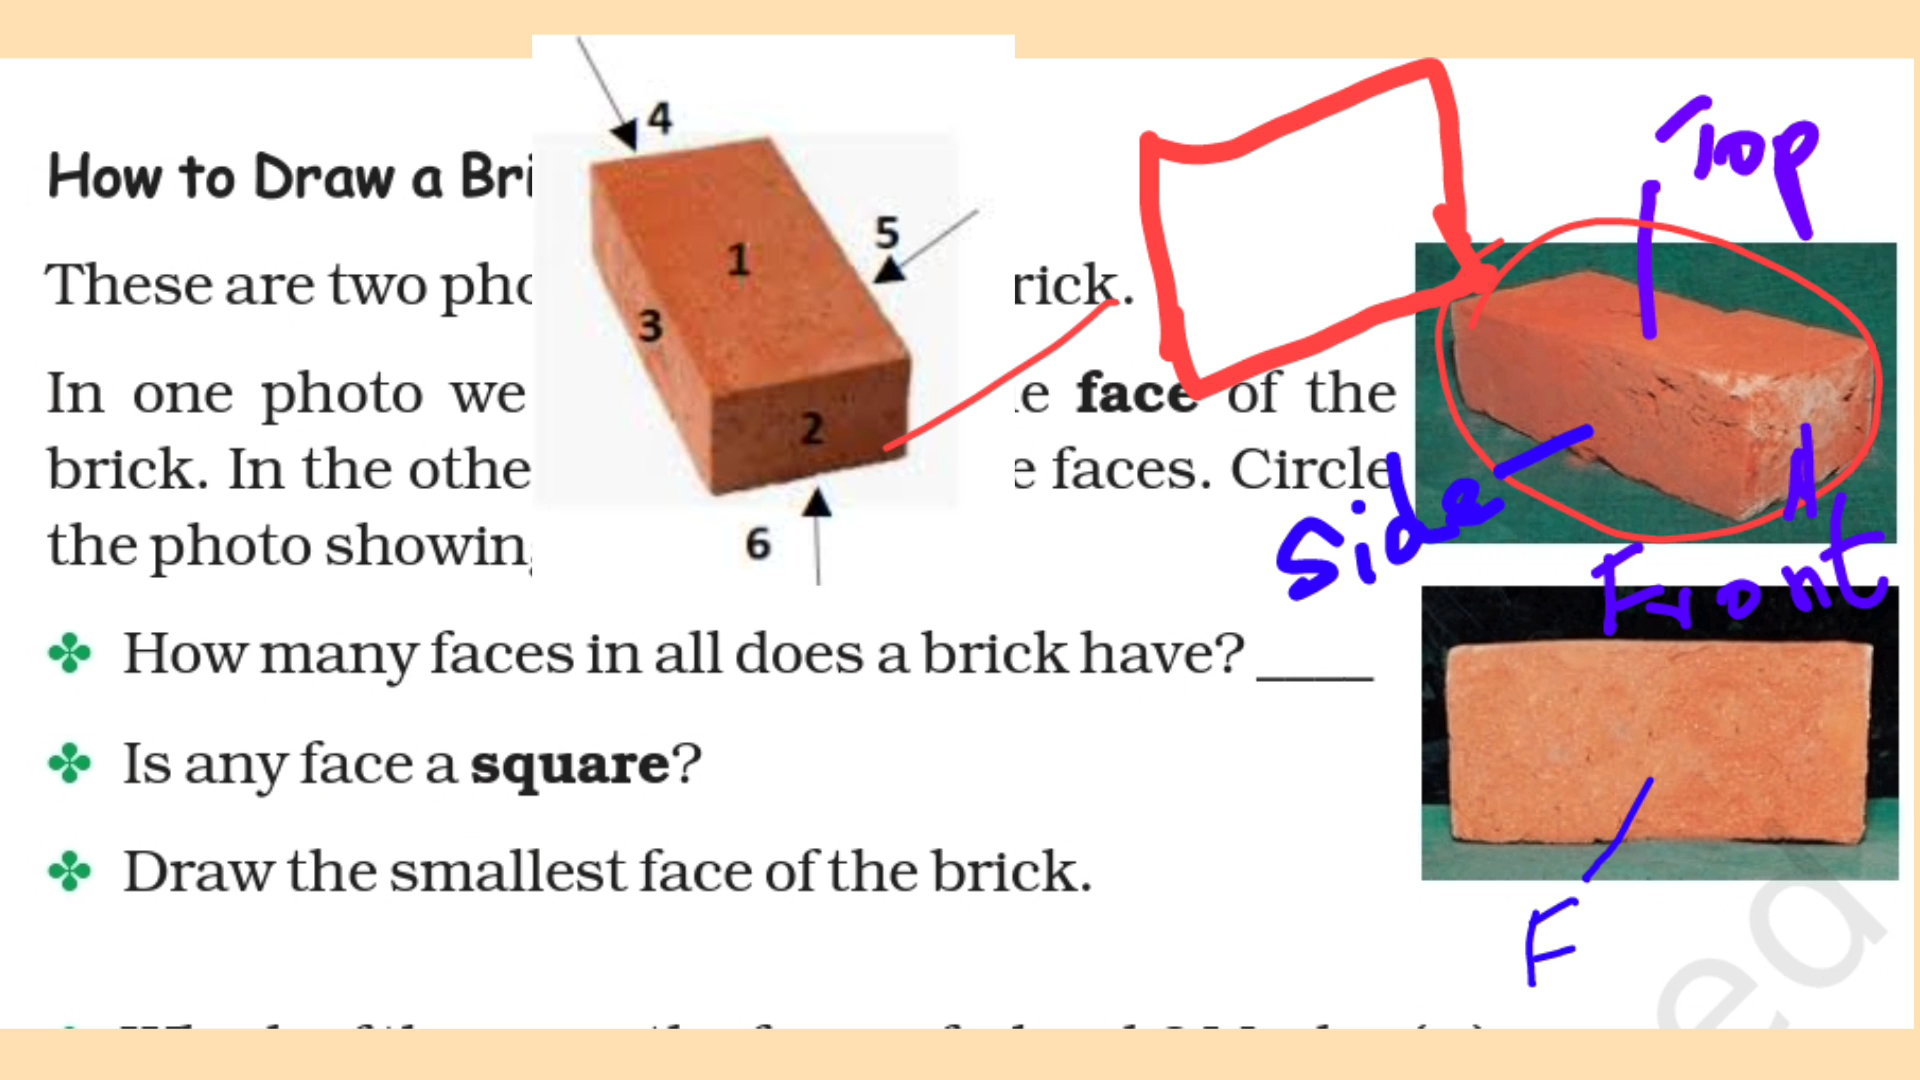 How to Draw a Bri
These are two pho rick.
In one photo we e face of the
brick. In the othe e faces. Circle
the photo showin
4
5
1
3
2
6
Top
Side
Front
How many faces in all does a brick have? ____
Is any face a square?
Draw the smallest face of the brick.
F
ed